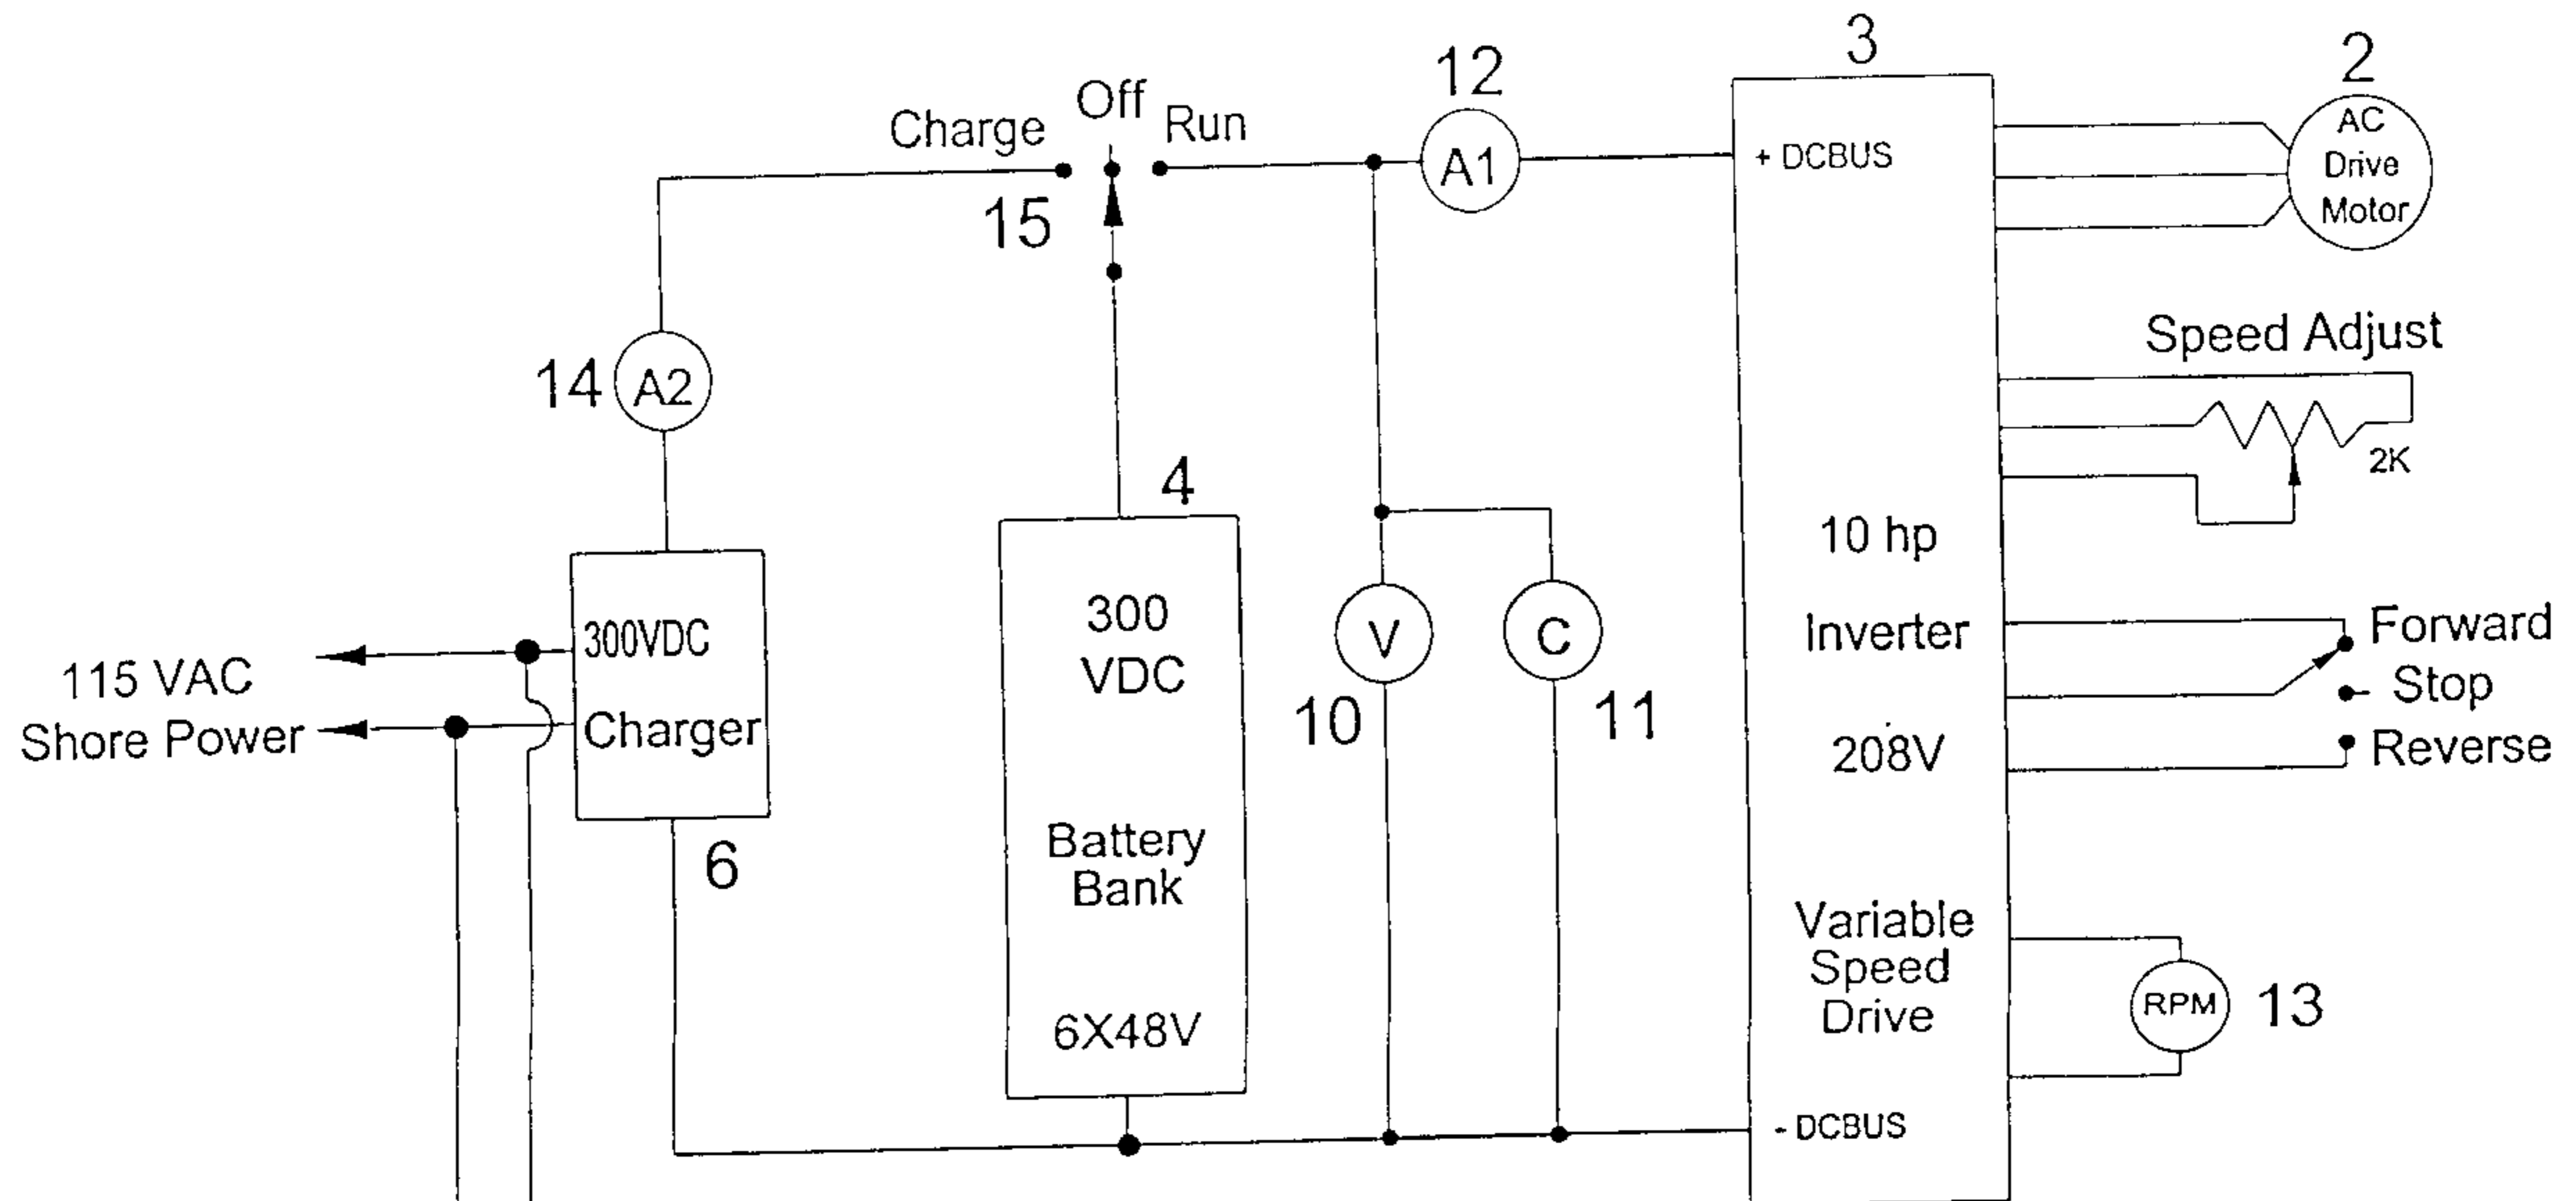 3
2
12
Off
Charge
Run
AC
Drive
Motor
A1
+ DCBUS
15
Speed Adjust
14
A2
2K
4
10 hp
300
VDC
300VDC
V
C
Inverter
Forward
115 VAC
Shore Power
Charger
10
11
Stop
208V
Reverse
6
Battery
Bank
Variable
Speed
Drive
6X48V
RPM
13
- DCBUS